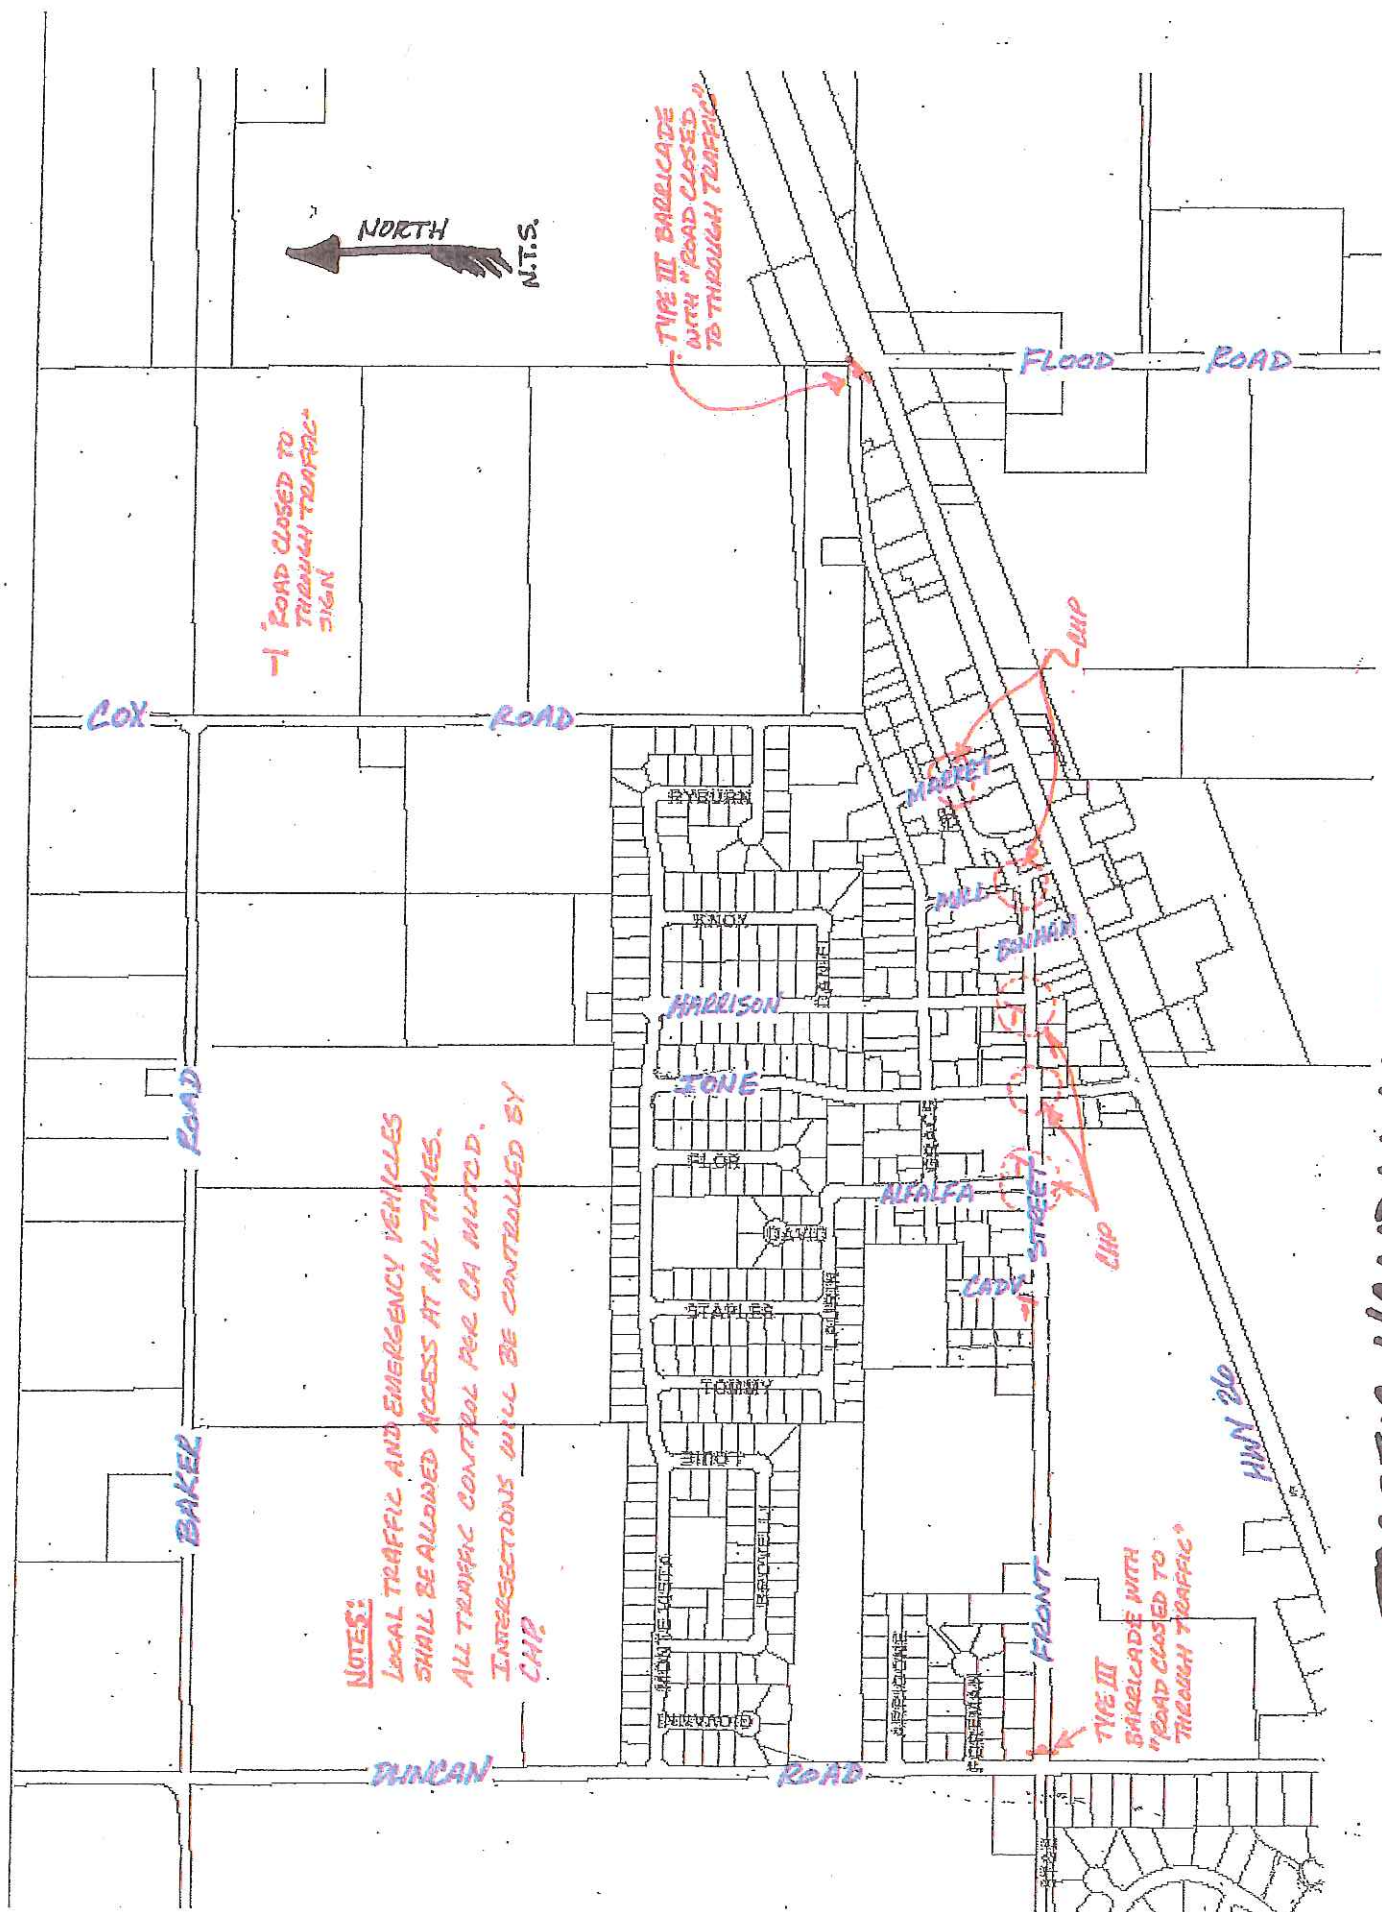 NORTH
N.T.S.
TYPE III BARRICADE
WITH "ROAD CLOSED
TO THROUGH TRAFFIC"
"ROAD CLOSED TO
THROUGH TRAFFIC"
SIGN
FLOOD ROAD
COX ROAD
CHP
MARKET
RYBURN
MILL
BONHAM
KNOX
HARRISON
IONE
FLOR
ALFALFA
DAVID
STAPLES
CADY
TOMMY
LOUIE
BAKER ROAD
NOTES:
LOCAL TRAFFIC AND EMERGENCY VEHICLES
SHALL BE ALLOWED ACCESS AT ALL TIMES.
ALL TRAFFIC CONTROL PER CA MUTCD.
INTERSECTIONS WILL BE CONTROLLED BY
CHP.
CHP
FRONT STREET
HWY 26
GIOVANNI
DUNCAN ROAD
TYPE III
BARRICADE WITH
"ROAD CLOSED TO
THROUGH TRAFFIC"